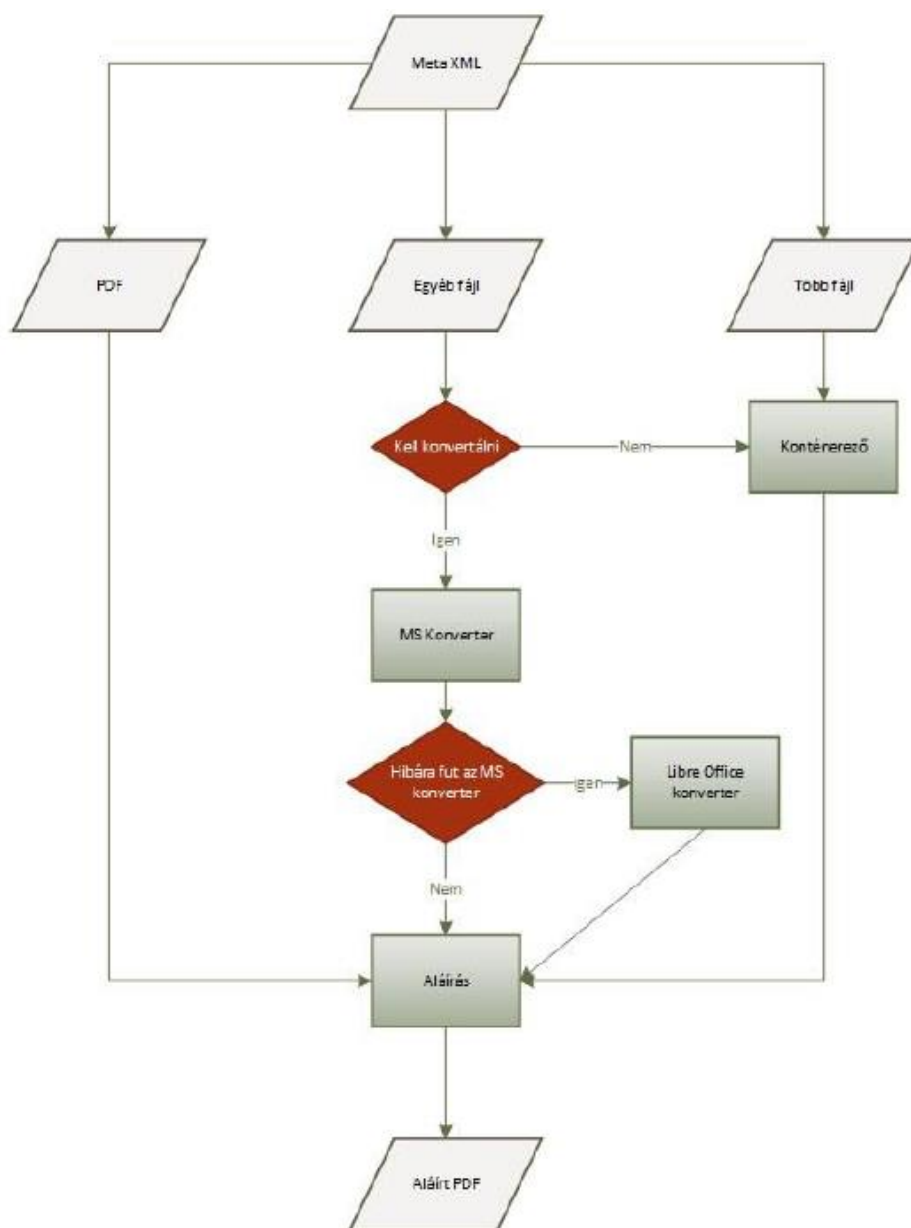 Meta XML
PDF
Egyéb fájl
Több fájl
Kell konvertálni
Nem
Konténerező
Igen
MS Konverter
Hibára fut az MS
konverter
Igen
Libre Office
konverter
Nem
Aláírás
Aláírt PDF